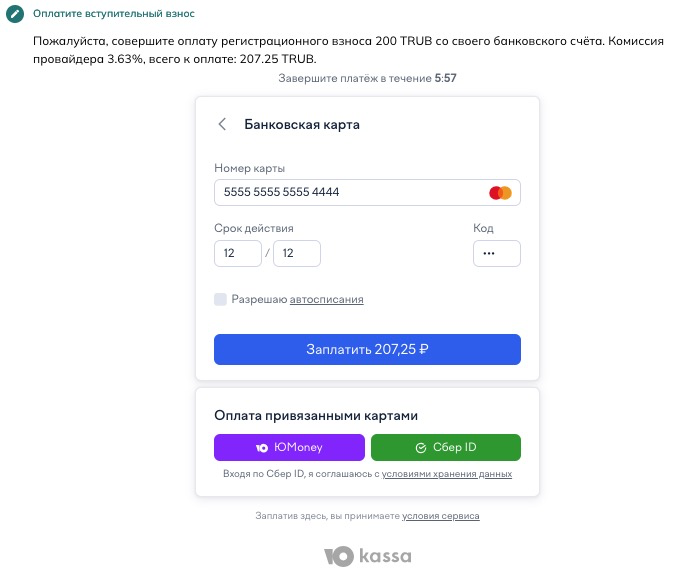 Оплатите вступительный взнос
Пожалуйста, совершите оплату регистрационного взноса 200 TRUB со своего банковского счёта. Комиссия
провайдера 3.63%, всего к оплате: 207.25 TRUB.
Завершите платёж в течение 5:57
Банковская карта
Номер карты
5555 5555 5555 4444
Срок действия
Код
12 / 12 •••
Разрешаю автосписания
Заплатить 207,25 ₽
Оплата привязанными картами
ЮMoney
Сбер ID
Входя по Сбер ID, я соглашаюсь с условиями хранения данных
Заплатив здесь, вы принимаете условия сервиса
Ю kassa